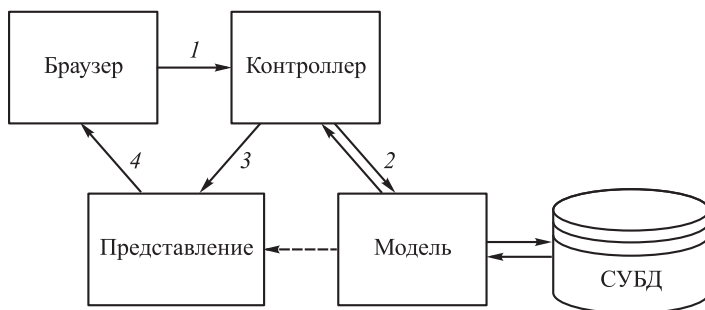 Браузер
1
Контроллер
4
3
2
Представление
Модель
СУБД